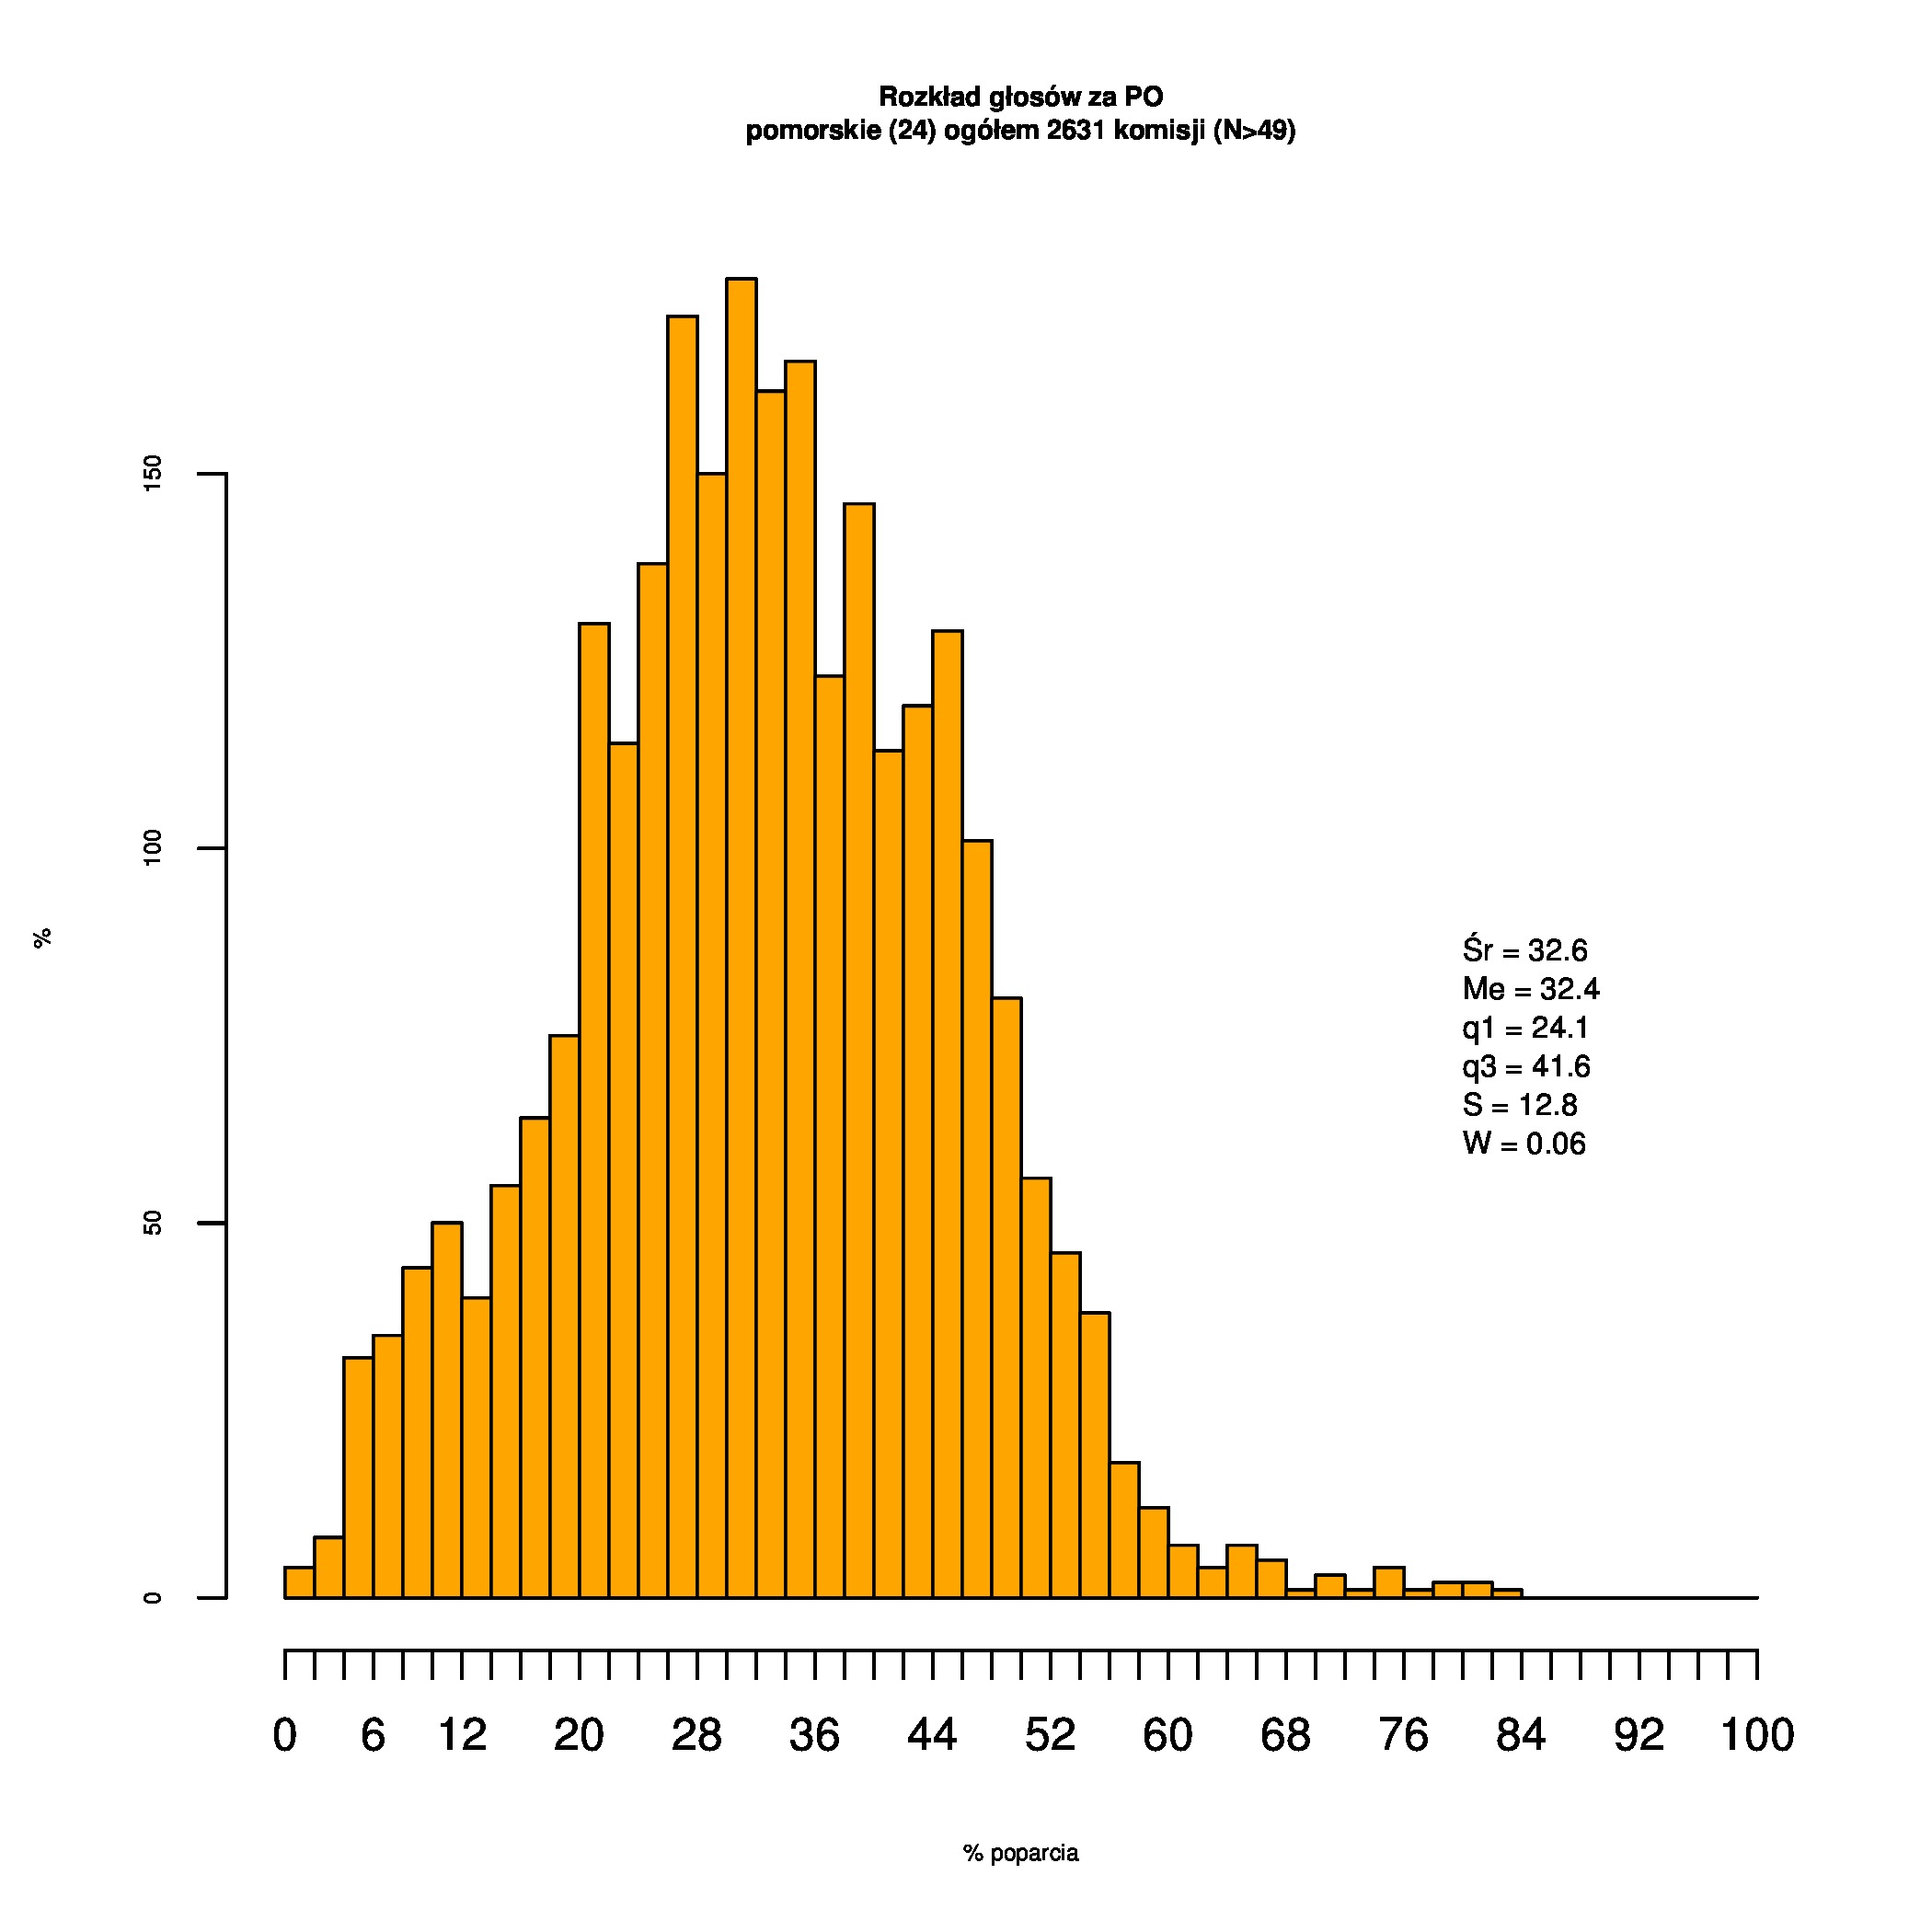 Rozkład głosów za PO
pomorskie (24) ogółem 2631 komisji (N>49)
150
100
50
0
%
Śr = 32.6
Me = 32.4
q1 = 24.1
q3 = 41.6
S = 12.8
W = 0.06
0 6 12 20 28 36 44 52 60 68 76 84 92 100
% poparcia